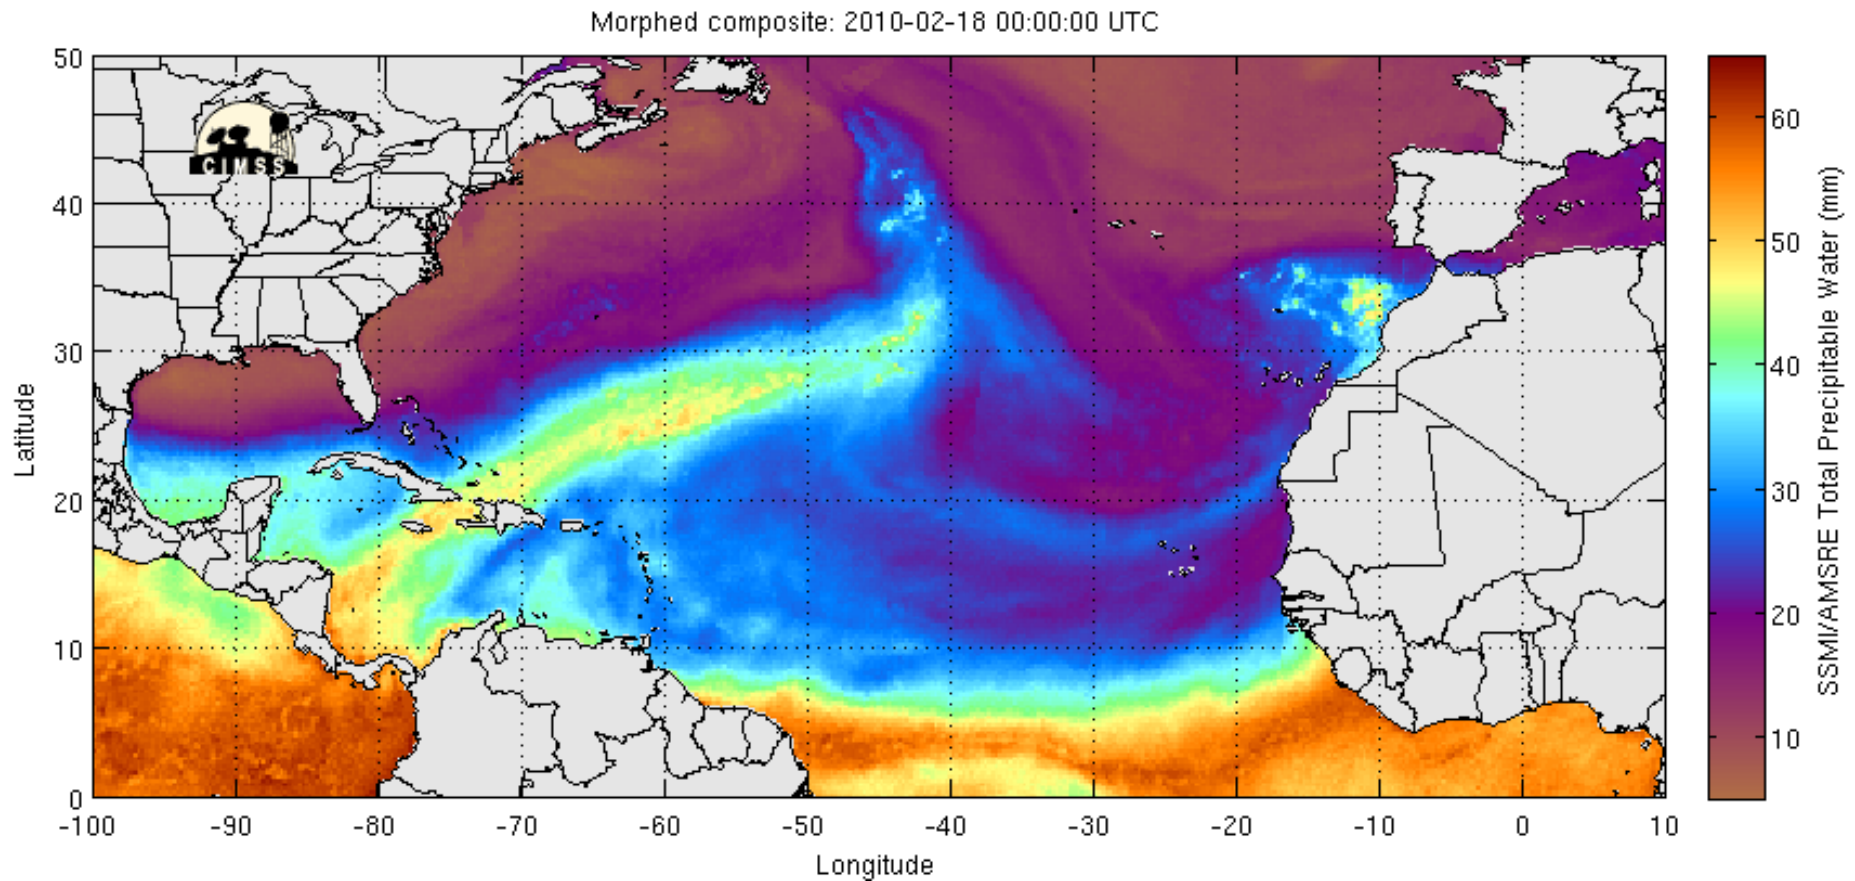 Morphed composite: 2010-02-18 00:00:00 UTC
50
40
30
20
10
0
Latitude
CIMSS
-100 -90 -80 -70 -60 -50 -40 -30 -20 -10 0 10
Longitude
60
50
40
30
20
10
SSMI/AMSRE Total Precipitable Water (mm)